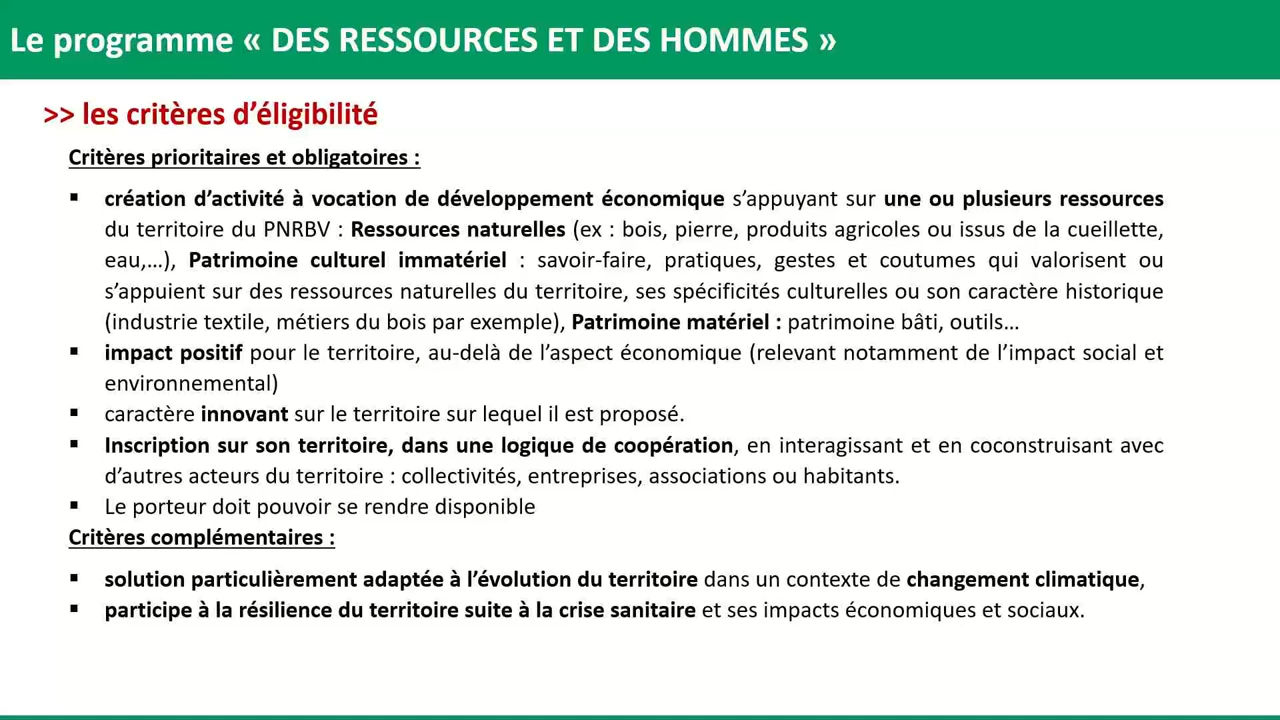 Le programme « DES RESSOURCES ET DES HOMMES »
>> les critères d’éligibilité
Critères prioritaires et obligatoires :
▪ création d’activité à vocation de développement économique s’appuyant sur une ou plusieurs ressources
du territoire du PNRBV : Ressources naturelles (ex : bois, pierre, produits agricoles ou issus de la cueillette,
eau,…), Patrimoine culturel immatériel : savoir-faire, pratiques, gestes et coutumes qui valorisent ou
s’appuient sur des ressources naturelles du territoire, ses spécificités culturelles ou son caractère historique
(industrie textile, métiers du bois par exemple), Patrimoine matériel : patrimoine bâti, outils…
▪ impact positif pour le territoire, au-delà de l’aspect économique (relevant notamment de l’impact social et
environnemental)
▪ caractère innovant sur le territoire sur lequel il est proposé.
▪ Inscription sur son territoire, dans une logique de coopération, en interagissant et en coconstruisant avec
d’autres acteurs du territoire : collectivités, entreprises, associations ou habitants.
▪ Le porteur doit pouvoir se rendre disponible
Critères complémentaires :
▪ solution particulièrement adaptée à l’évolution du territoire dans un contexte de changement climatique,
▪ participe à la résilience du territoire suite à la crise sanitaire et ses impacts économiques et sociaux.